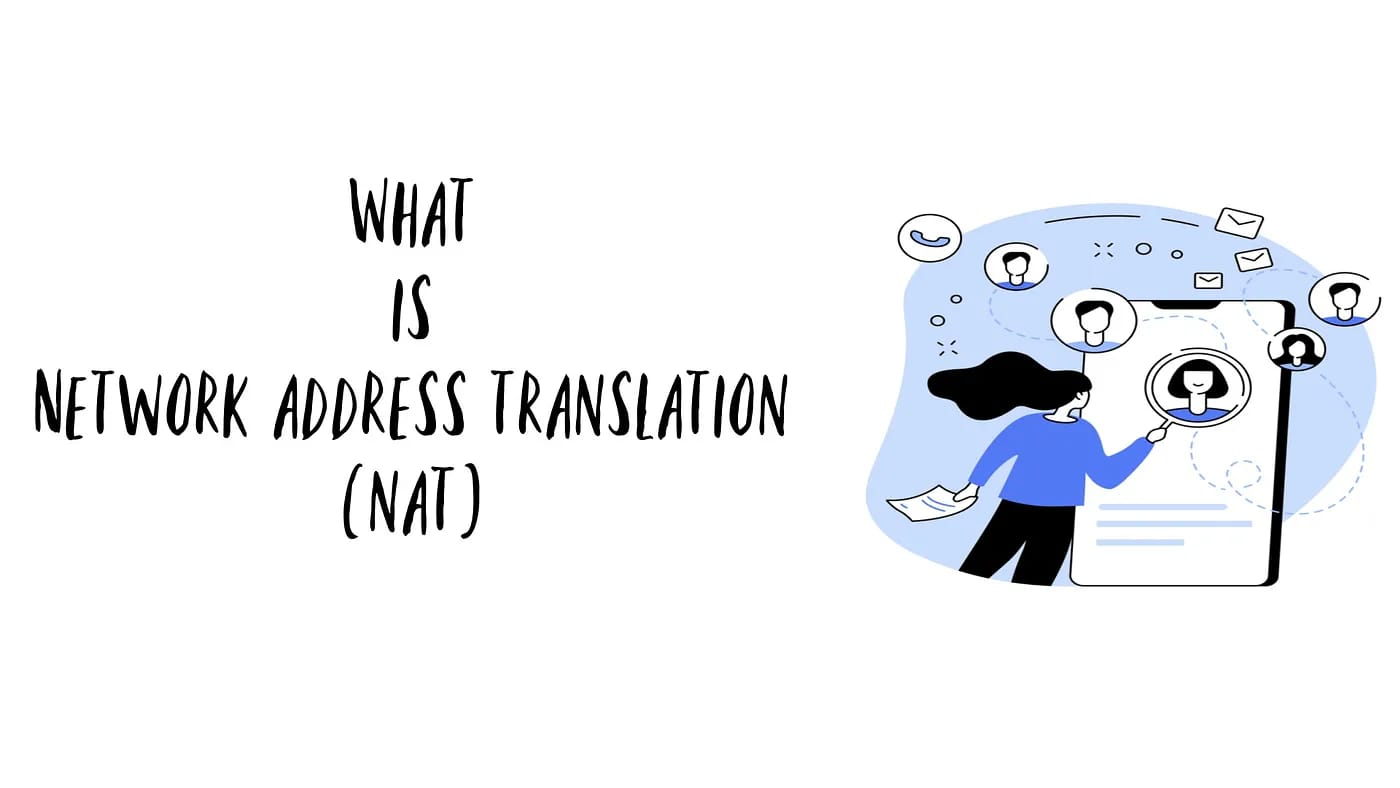 WHAT
IS
NETWORK ADDRESS TRANSLATION
(NAT)